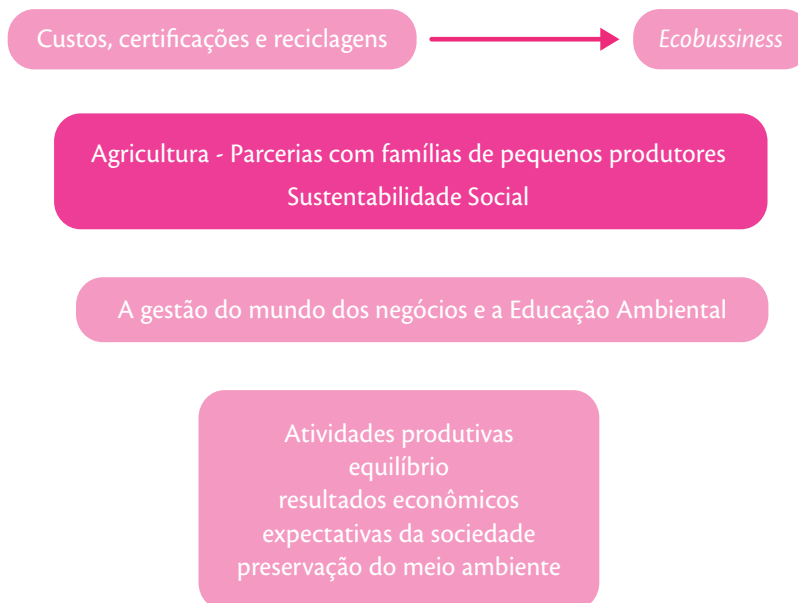 Custos, certificações e reciclagens
Ecobussiness
Agricultura - Parcerias com famílias de pequenos produtores
Sustentabilidade Social
A gestão do mundo dos negócios e a Educação Ambiental
Atividades produtivas
equilíbrio
resultados econômicos
expectativas da sociedade
preservação do meio ambiente